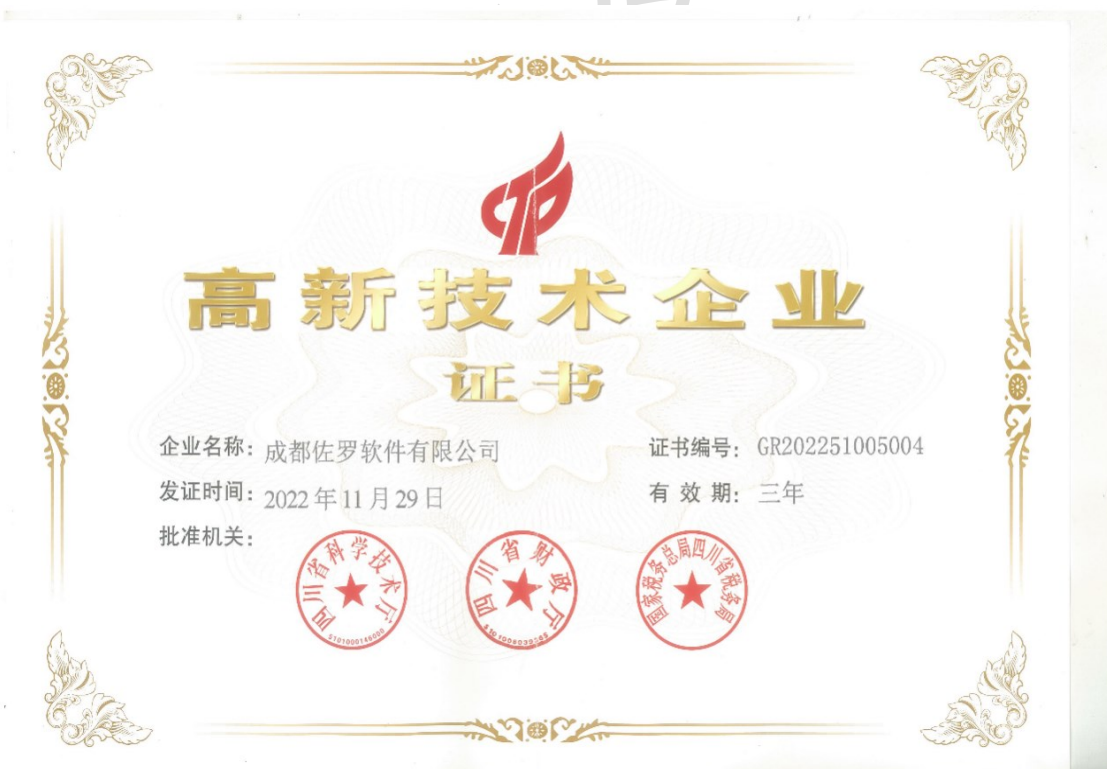 高新技术企业
证书
企业名称：成都佐罗软件有限公司
证书编号：GR202251005004
发证时间：2022年11月29日
有效期：三年
批准机关：
四川省科学技术厅
四川省财政厅
国家税务总局四川省税务局